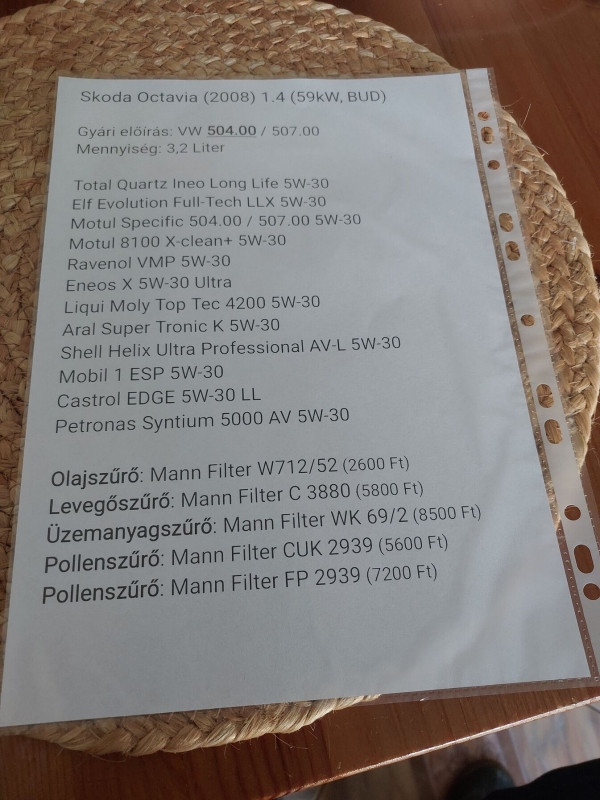 Skoda Octavia (2008) 1.4 (59kW, BUD)
Gyári előírás: VW 504.00 / 507.00
Mennyiség: 3,2 Liter
Total Quartz Ineo Long Life 5W-30
Elf Evolution Full-Tech LLX 5W-30
Motul Specific 504.00 / 507.00 5W-30
Motul 8100 X-clean+ 5W-30
Ravenol VMP 5W-30
Eneos X 5W-30 Ultra
Liqui Moly Top Tec 4200 5W-30
Aral Super Tronic K 5W-30
Shell Helix Ultra Professional AV-L 5W-30
Mobil 1 ESP 5W-30
Castrol EDGE 5W-30 LL
Petronas Syntium 5000 AV 5W-30
Olajszűrő: Mann Filter W712/52 (2600 Ft)
Levegőszűrő: Mann Filter C 3880 (5800 Ft)
Üzemanyagszűrő: Mann Filter WK 69/2 (8500 Ft)
Pollenszűrő: Mann Filter CUK 2939 (5600 Ft)
Pollenszűrő: Mann Filter FP 2939 (7200 Ft)